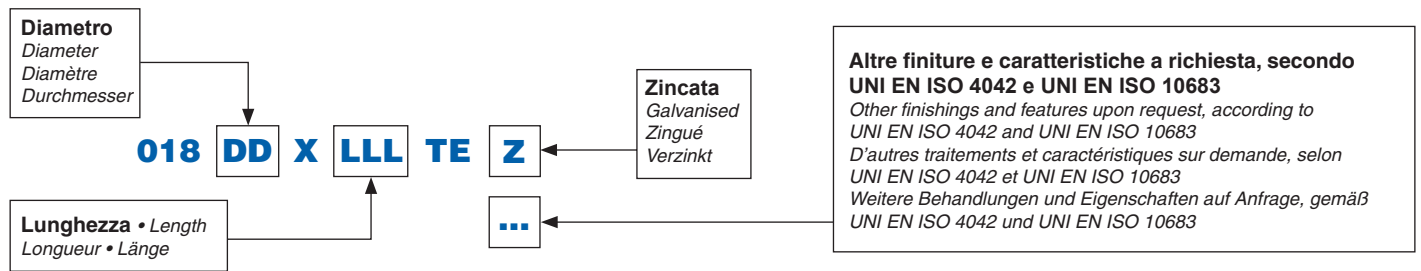 Diametro
Diameter
Diamètre
Durchmesser
Zincata
Galvanised
Zingué
Verzinkt
Altre finiture e caratteristiche a richiesta, secondo
UNI EN ISO 4042 e UNI EN ISO 10683
Other finishings and features upon request, according to
UNI EN ISO 4042 and UNI EN ISO 10683
D'autres traitements et caractéristiques sur demande, selon
UNI EN ISO 4042 et UNI EN ISO 10683
Weitere Behandlungen und Eigenschaften auf Anfrage, gemäß
UNI EN ISO 4042 und UNI EN ISO 10683
018 DD X LLL TE Z
...
Lunghezza • Length
Longueur • Länge